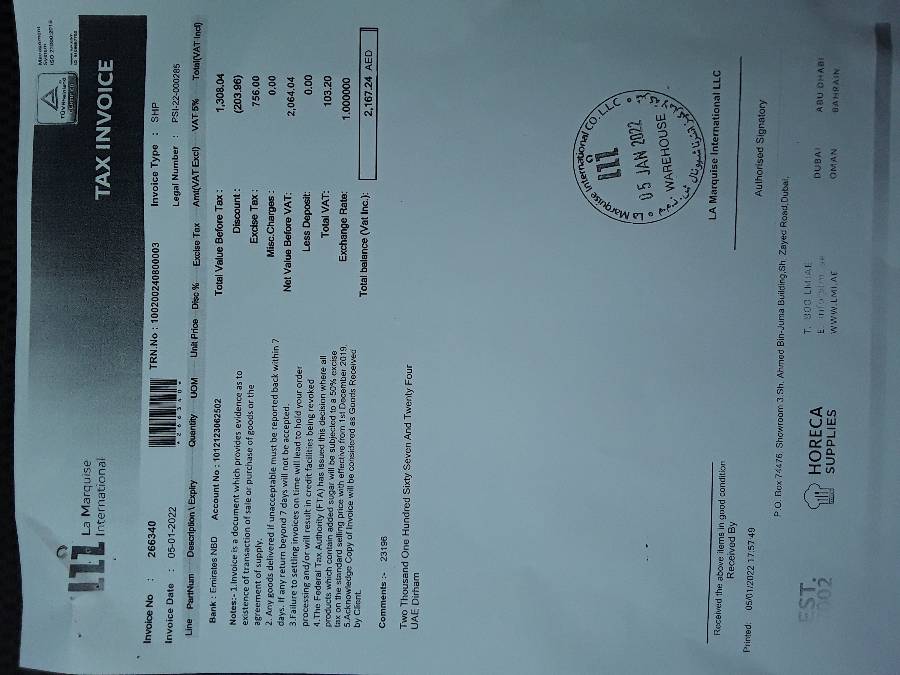 La Marquise
International
TAX INVOICE
Management
System
ISO 22000:2018
TÜVRheinland
CERTIFIED
Invoice No : 266340
TRN.No : 100200240800003
Invoice Type : SHP
Invoice Date : 05-01-2022
*266340*
Legal Number : PSI-22-000285
Line PartNum Description \ Expiry Quantity UOM Unit Price Disc % Excise Tax Amt(VAT Excl) VAT 5% Total(VAT Incl)
Bank : Emirates NBD Account No : 1012123062502
Total Value Before Tax : 1,308.04
Discount : (203.96)
Excise Tax : 756.00
Misc.Charges : 0.00
Net Value Before VAT: 2,064.04
Less Deposit: 0.00
Total VAT: 103.20
Exchange Rate: 1.000000
Total balance (Vat Inc.): 2,167.24 AED
Notes:- 1.Invoice is a document which provides evidence as to
existence of transaction of sale or purchase of goods or the
agreement of supply.
2. Any goods delivered if unacceptable must be reported back within 7
days. If any return beyond 7 days will not be accepted.
3.Failure to settling invoices on time will lead to hold your order
processing and/or will result in credit facilities being revoked
4.The Federal Tax Authority (FTA) has issued this decision where all
products which contain added sugar will be subjected to a 50% excise
tax on the standard selling price with effective from 1st December 2019.
5.Acknowledge Copy of Invoice will be considered as Goods Received
by Client.
Comments :- 23196
Two Thousand One Hundred Sixty Seven And Twenty Four
UAE Dirham
La Marquise International CO. LLC
05 JAN 2022
WAREHOUSE
LA Marquise International LLC
Authorised Signatory
Received the above items in good condition
Received By
Printed: 05/01/2022 17:57:49
P.O. Box 74476, Showroom 3,Sh. Ahmed Bin-Juma Building,Sh. Zayed Road,Dubai,
EST.
2002
HORECA
SUPPLIES
T. 800 LMIAE
WWW.LMI.AE
DUBAI ABU DHABI
OMAN BAHRAIN